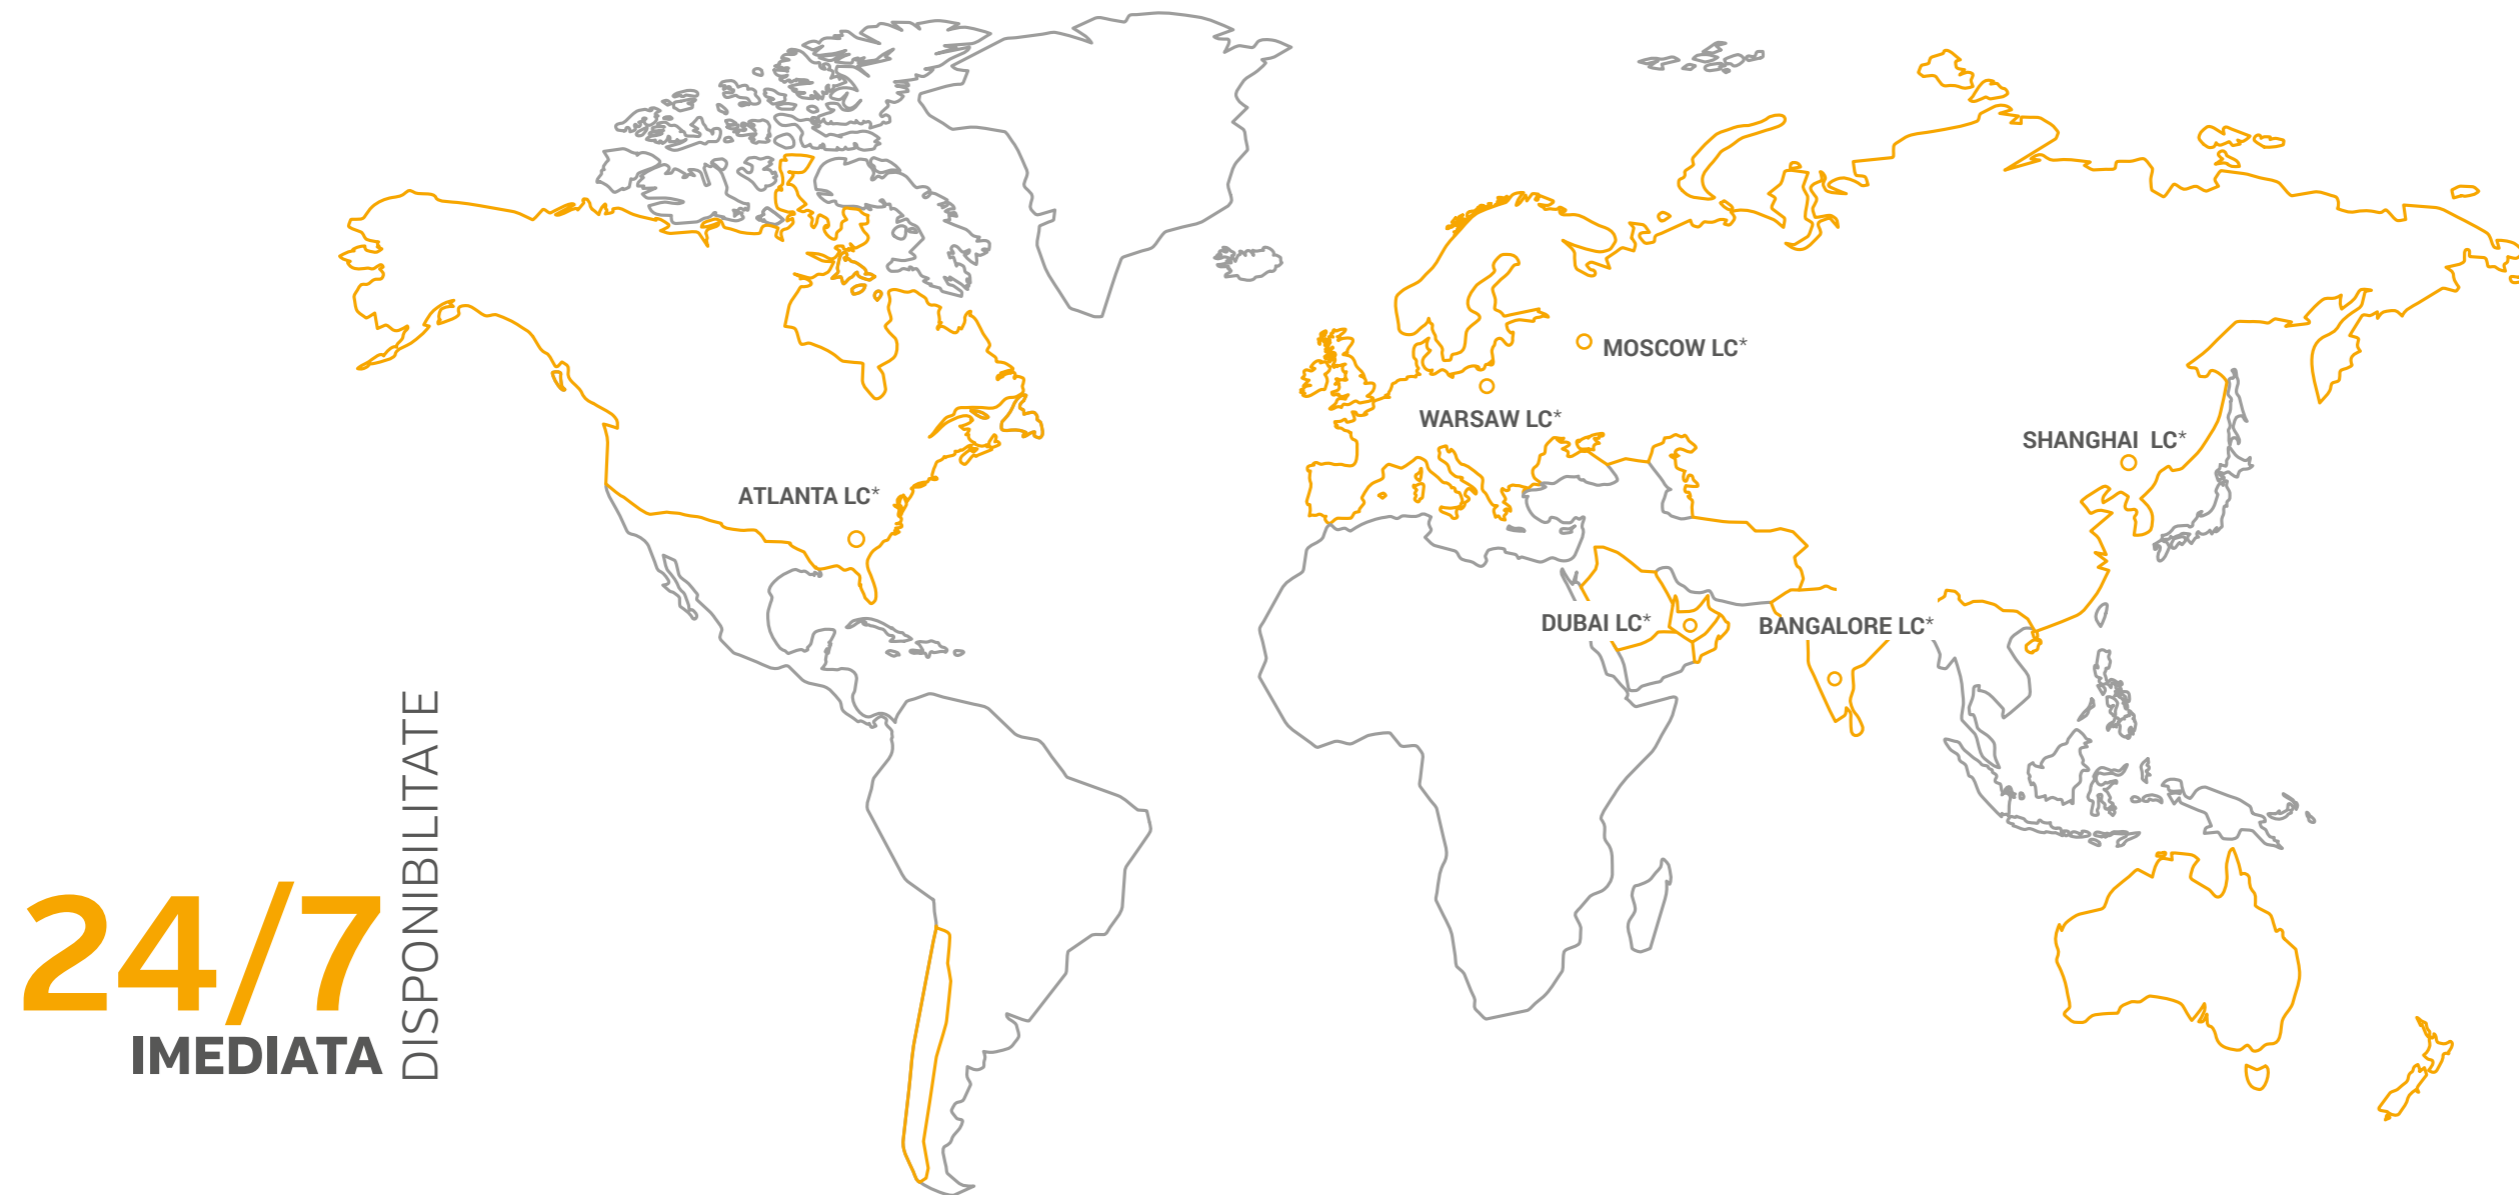 MOSCOW LC*
WARSAW LC*
SHANGHAI LC*
ATLANTA LC*
DUBAI LC*
BANGALORE LC*
24/7
IMEDIATA
DISPONIBILITATE